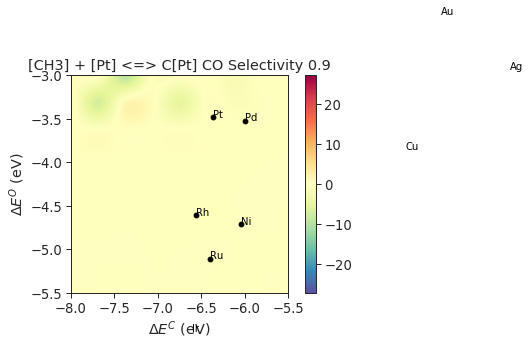 Au
Ag
[CH3] + [Pt] <=> C[Pt] CO Selectivity 0.9
−3.0
−3.5
−4.0
−4.5
−5.0
−5.5
ΔE^O (eV)
Pt
Pd
Rh
Ni
Ru
Cu
20
10
0
−10
−20
−8.0 −7.5 −7.0 −6.5 −6.0 −5.5
ΔE^C (eV)
Ir